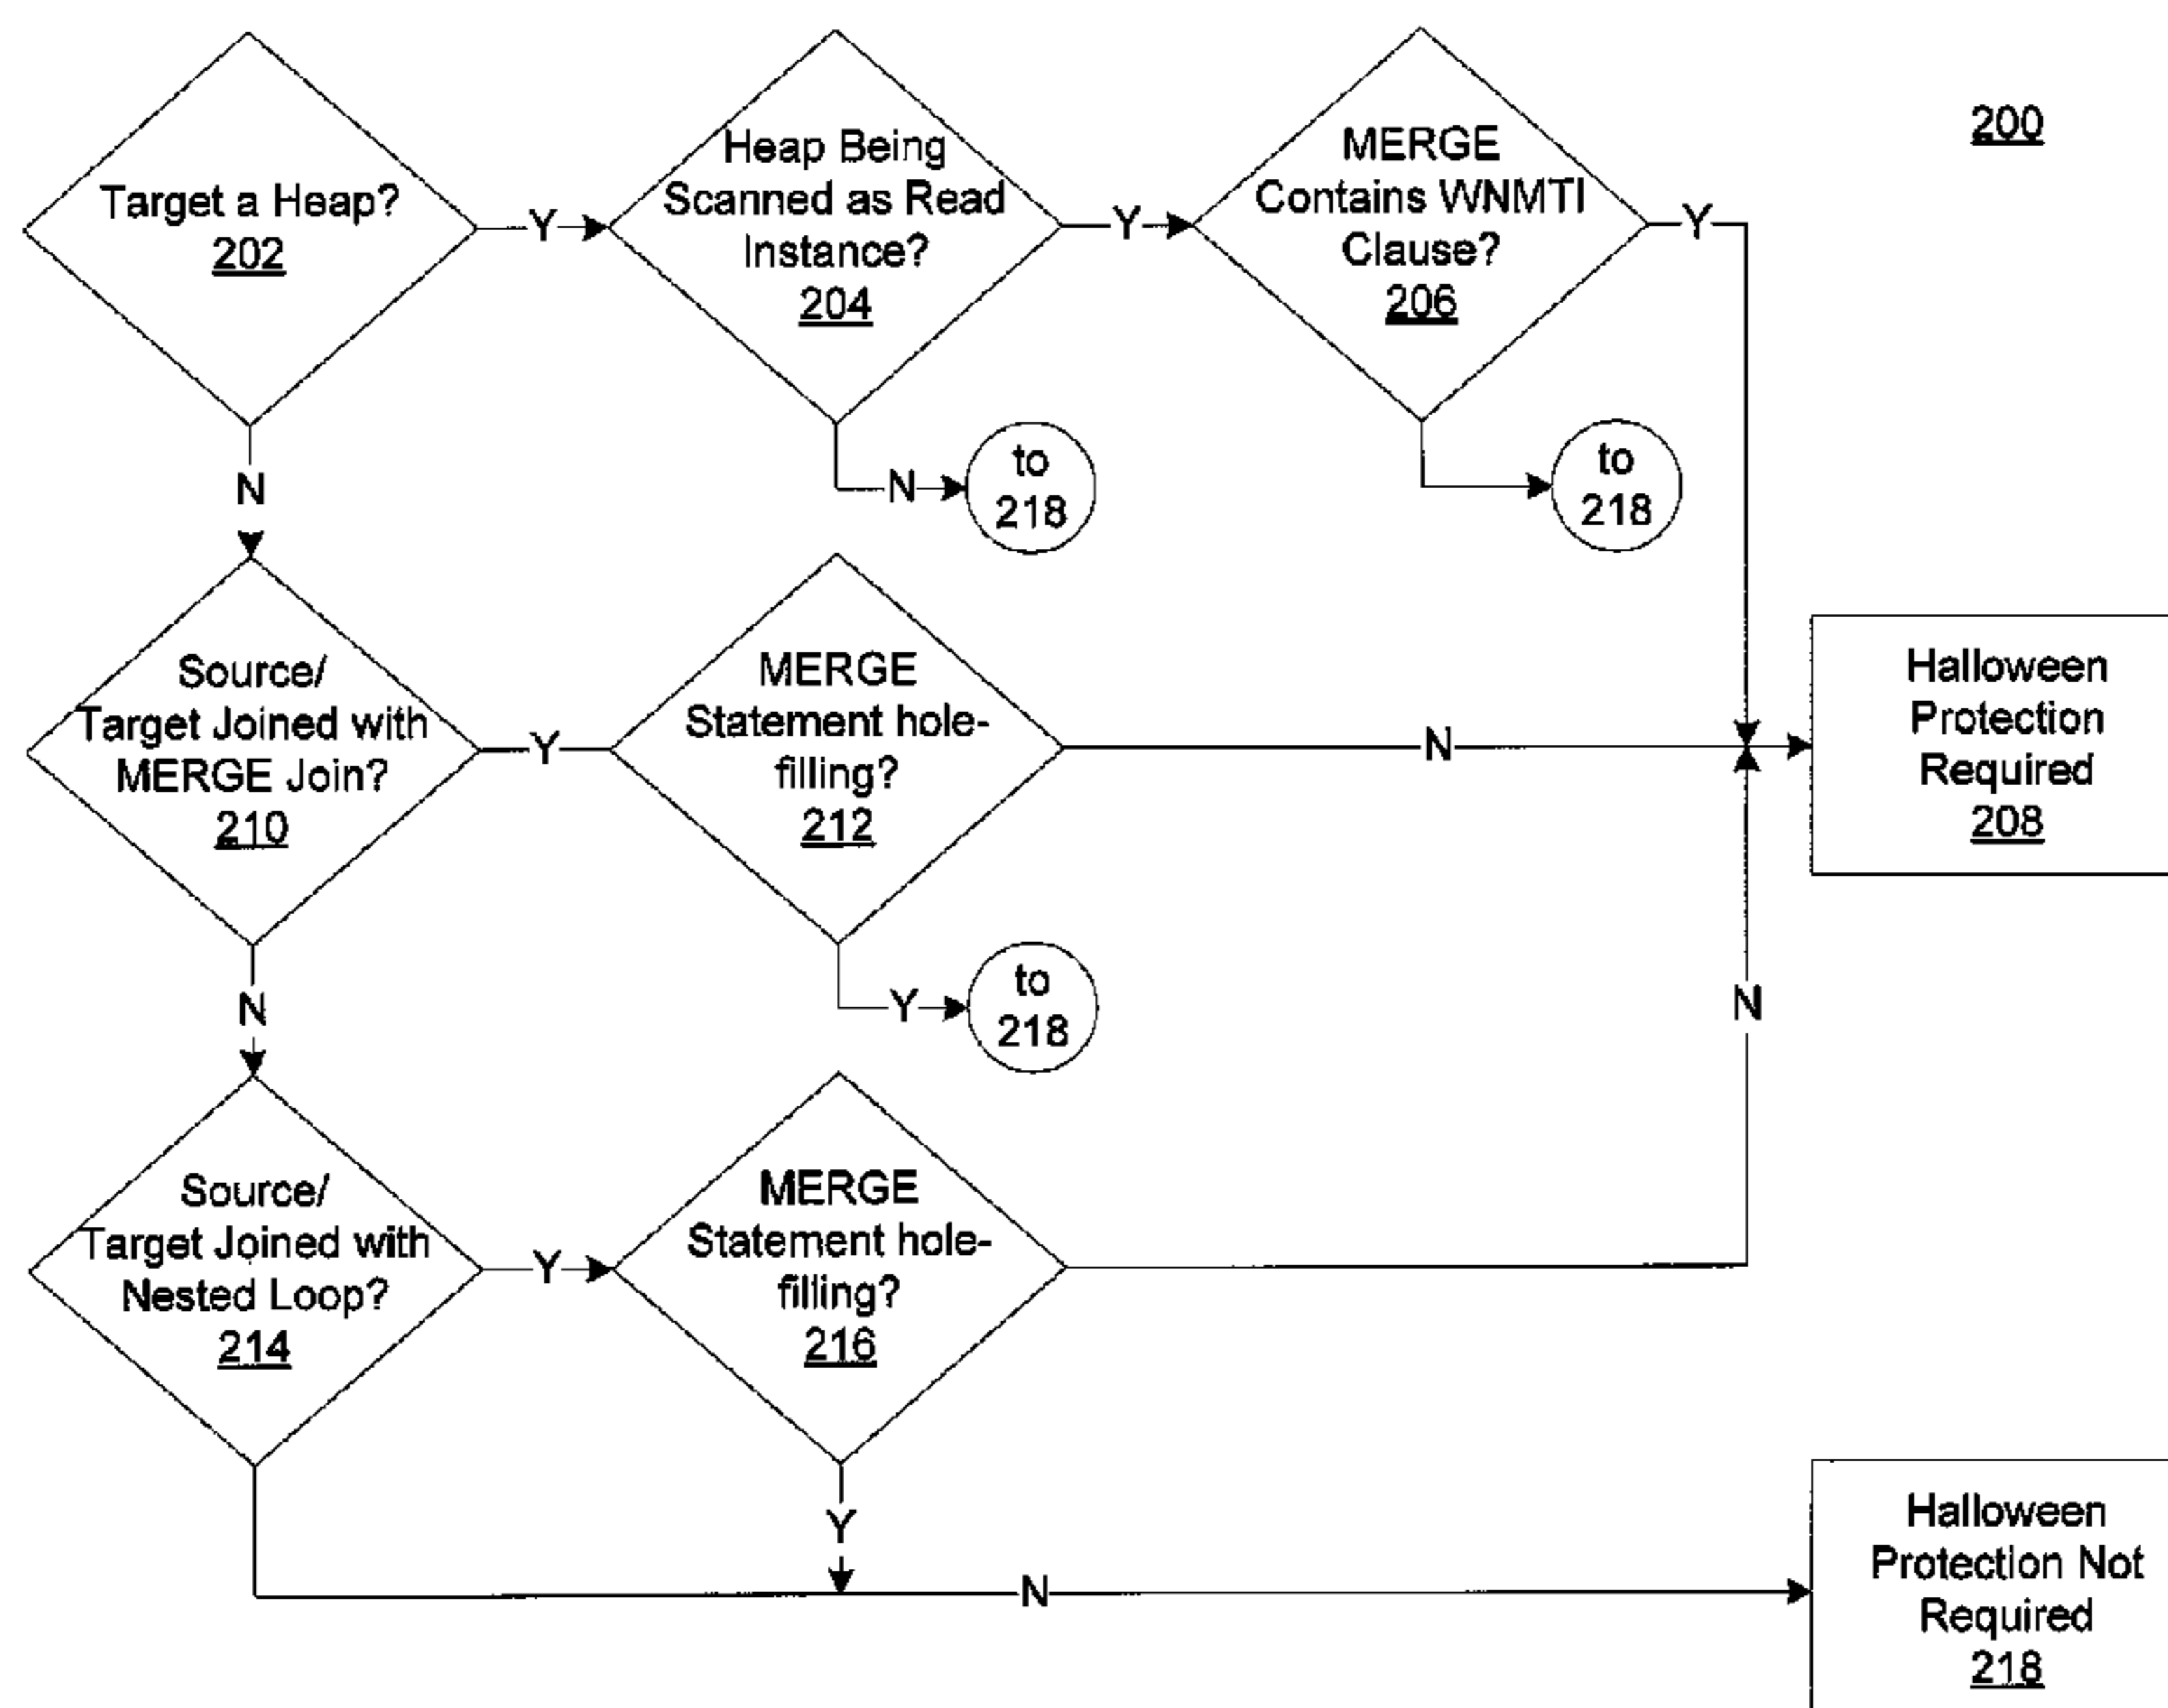 200
Target a Heap?
202
Y
Heap Being
Scanned as Read
Instance?
204
Y
MERGE
Contains WNMTI
Clause?
206
Y
N
N
to
218
to
218
Source/
Target Joined with
MERGE Join?
210
Y
MERGE
Statement hole-
filling?
212
N
Halloween
Protection
Required
208
N
Y
to
218
N
Source/
Target Joined with
Nested Loop?
214
Y
MERGE
Statement hole-
filling?
216
Y
N
Halloween
Protection Not
Required
218